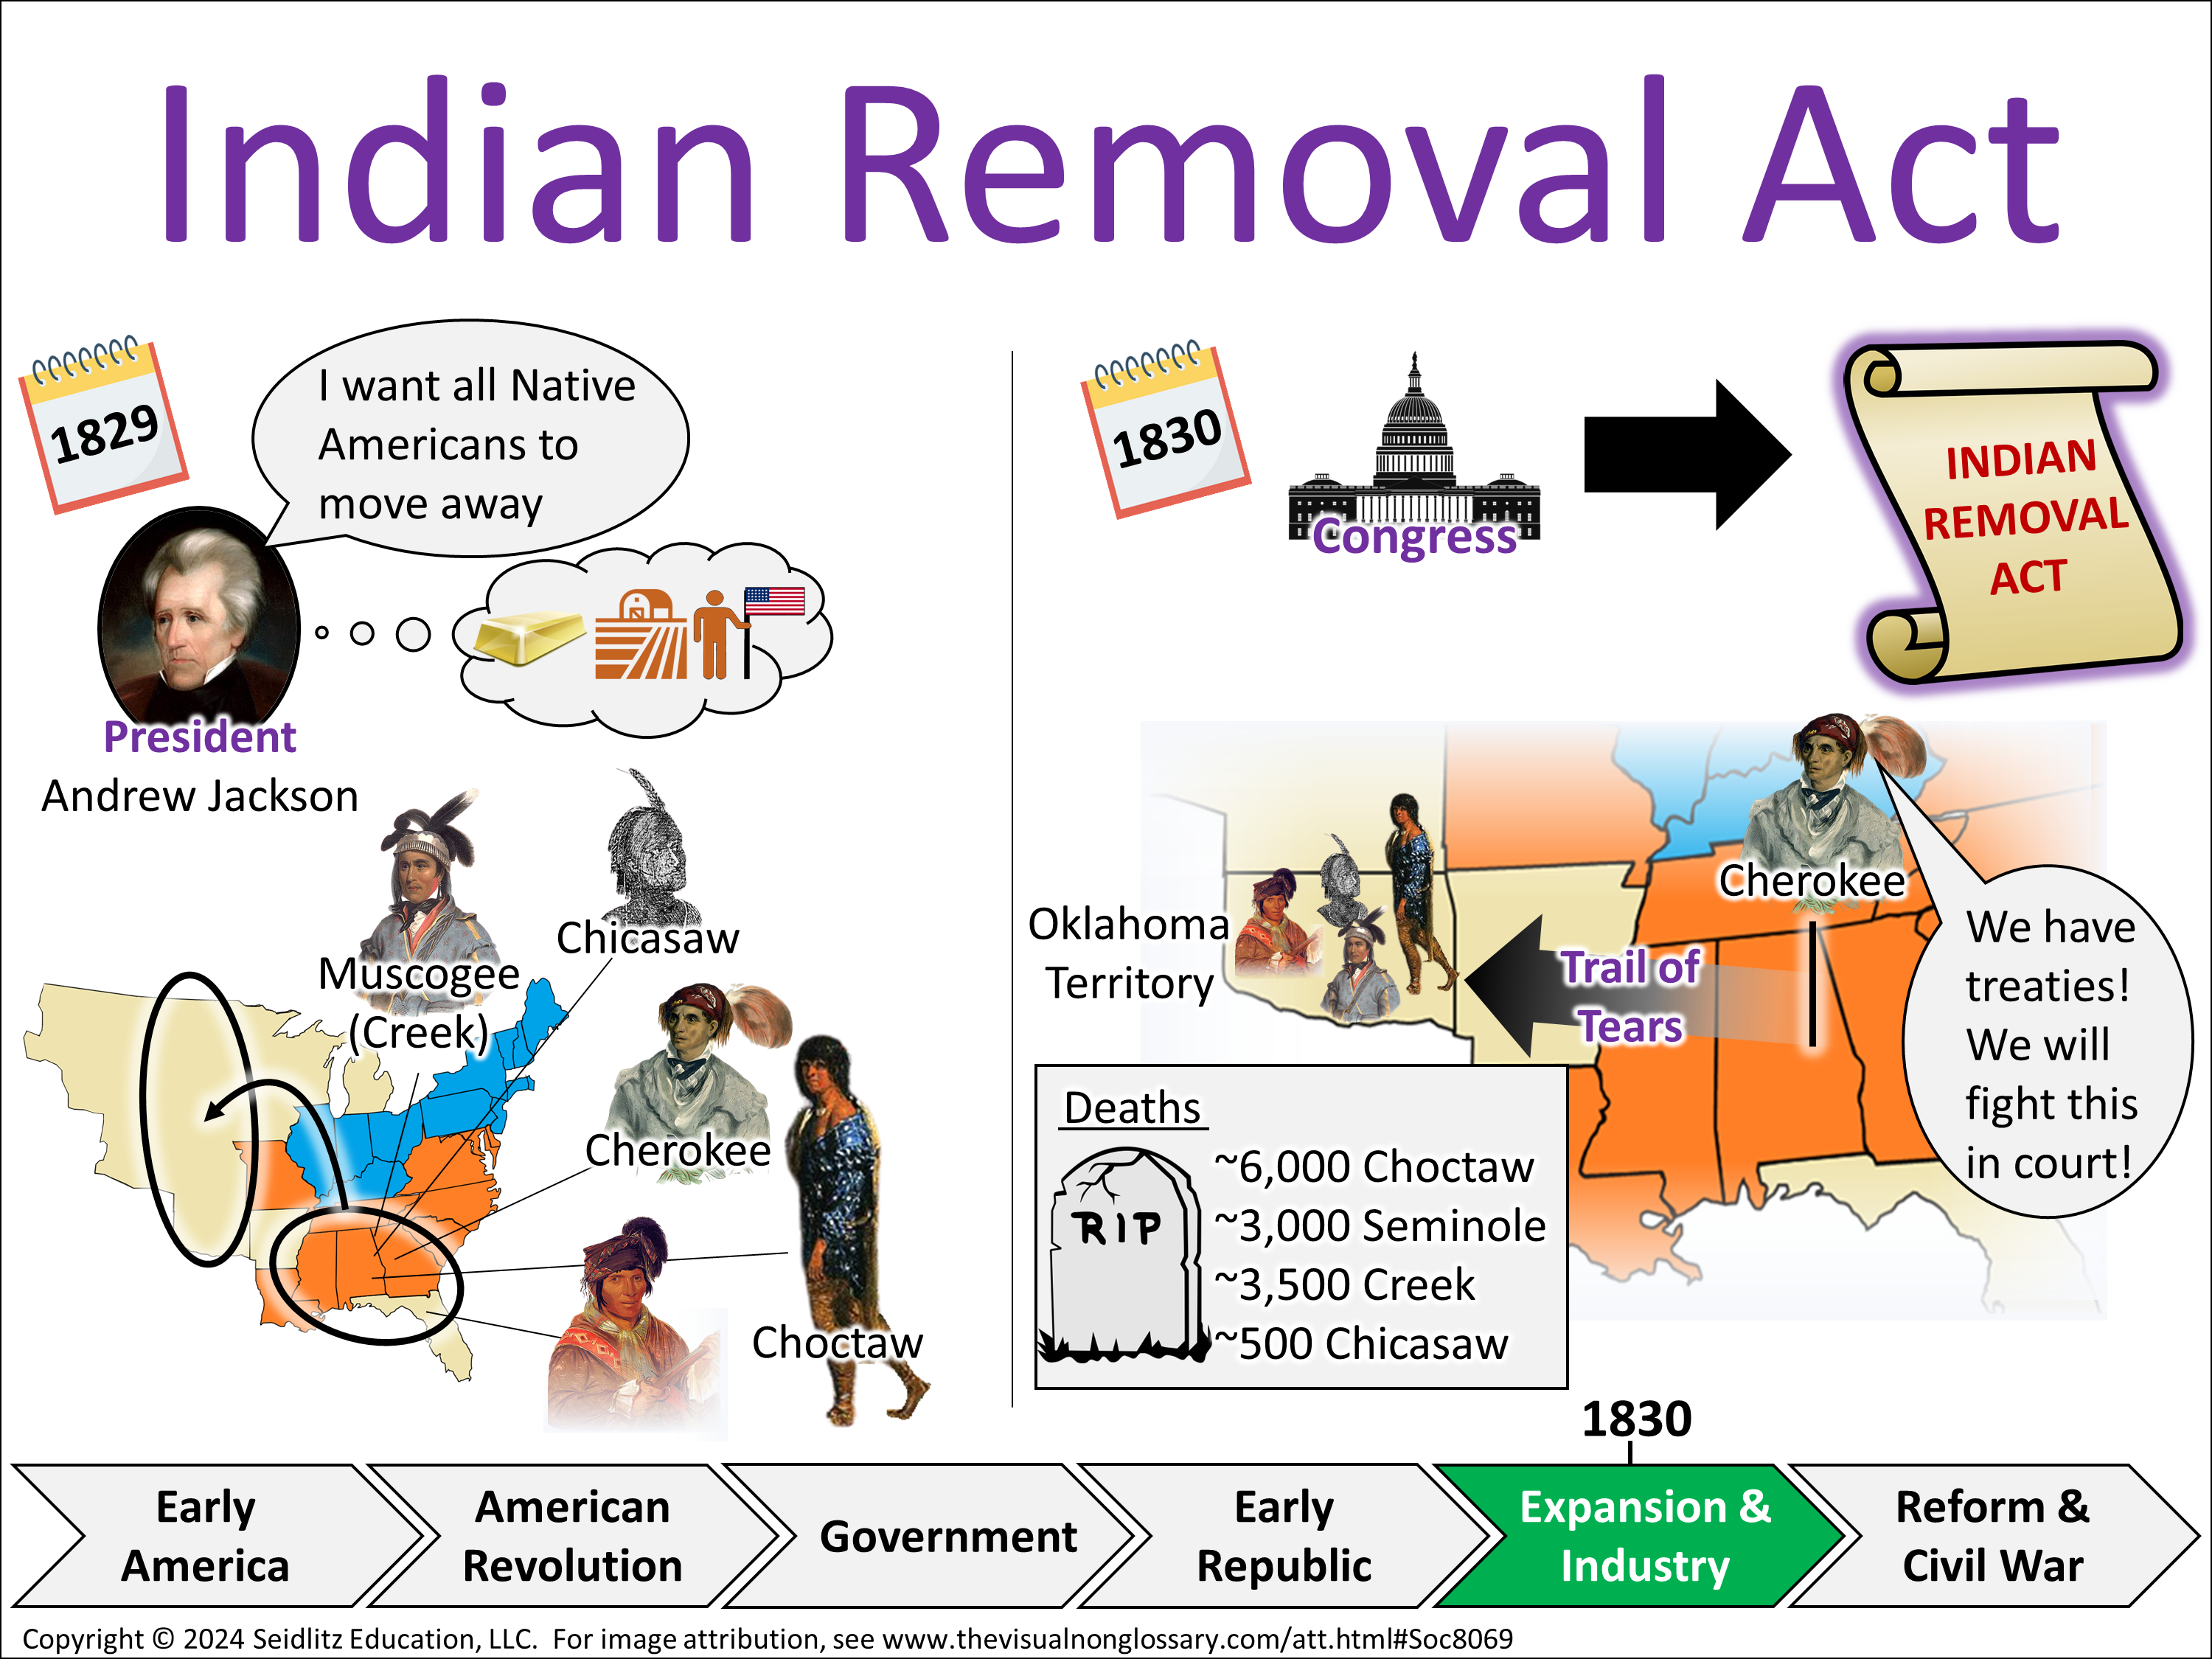 Indian Removal Act
1829
I want all Native
Americans to
move away
President
Andrew Jackson
Muscogee
(Creek)
Chicasaw
Cherokee
Choctaw
1830
Congress
INDIAN
REMOVAL
ACT
Cherokee
We have
treaties!
We will
fight this
in court!
Oklahoma
Territory
Trail of
Tears
Deaths
RIP
~6,000 Choctaw
~3,000 Seminole
~3,500 Creek
~500 Chicasaw
1830
Early
America
American
Revolution
Government
Early
Republic
Expansion &
Industry
Reform &
Civil War
Copyright © 2024 Seidlitz Education, LLC.  For image attribution, see www.thevisualnonglossary.com/att.html#Soc8069